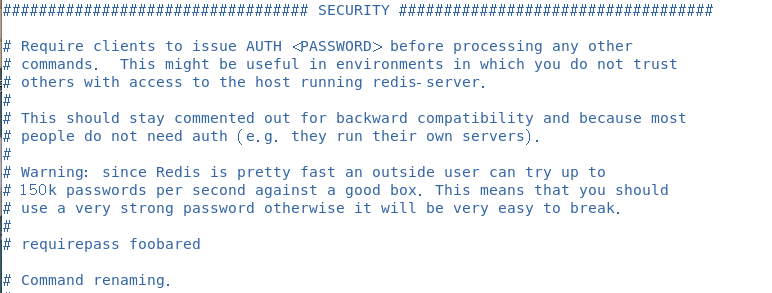 ################################## SECURITY ###################################

# Require clients to issue AUTH <PASSWORD> before processing any other
# commands.  This might be useful in environments in which you do not trust
# others with access to the host running redis-server.
#
# This should stay commented out for backward compatibility and because most
# people do not need auth (e.g. they run their own servers).
#
# Warning: since Redis is pretty fast an outside user can try up to
# 150k passwords per second against a good box. This means that you should
# use a very strong password otherwise it will be very easy to break.
#
# requirepass foobared

# Command renaming.